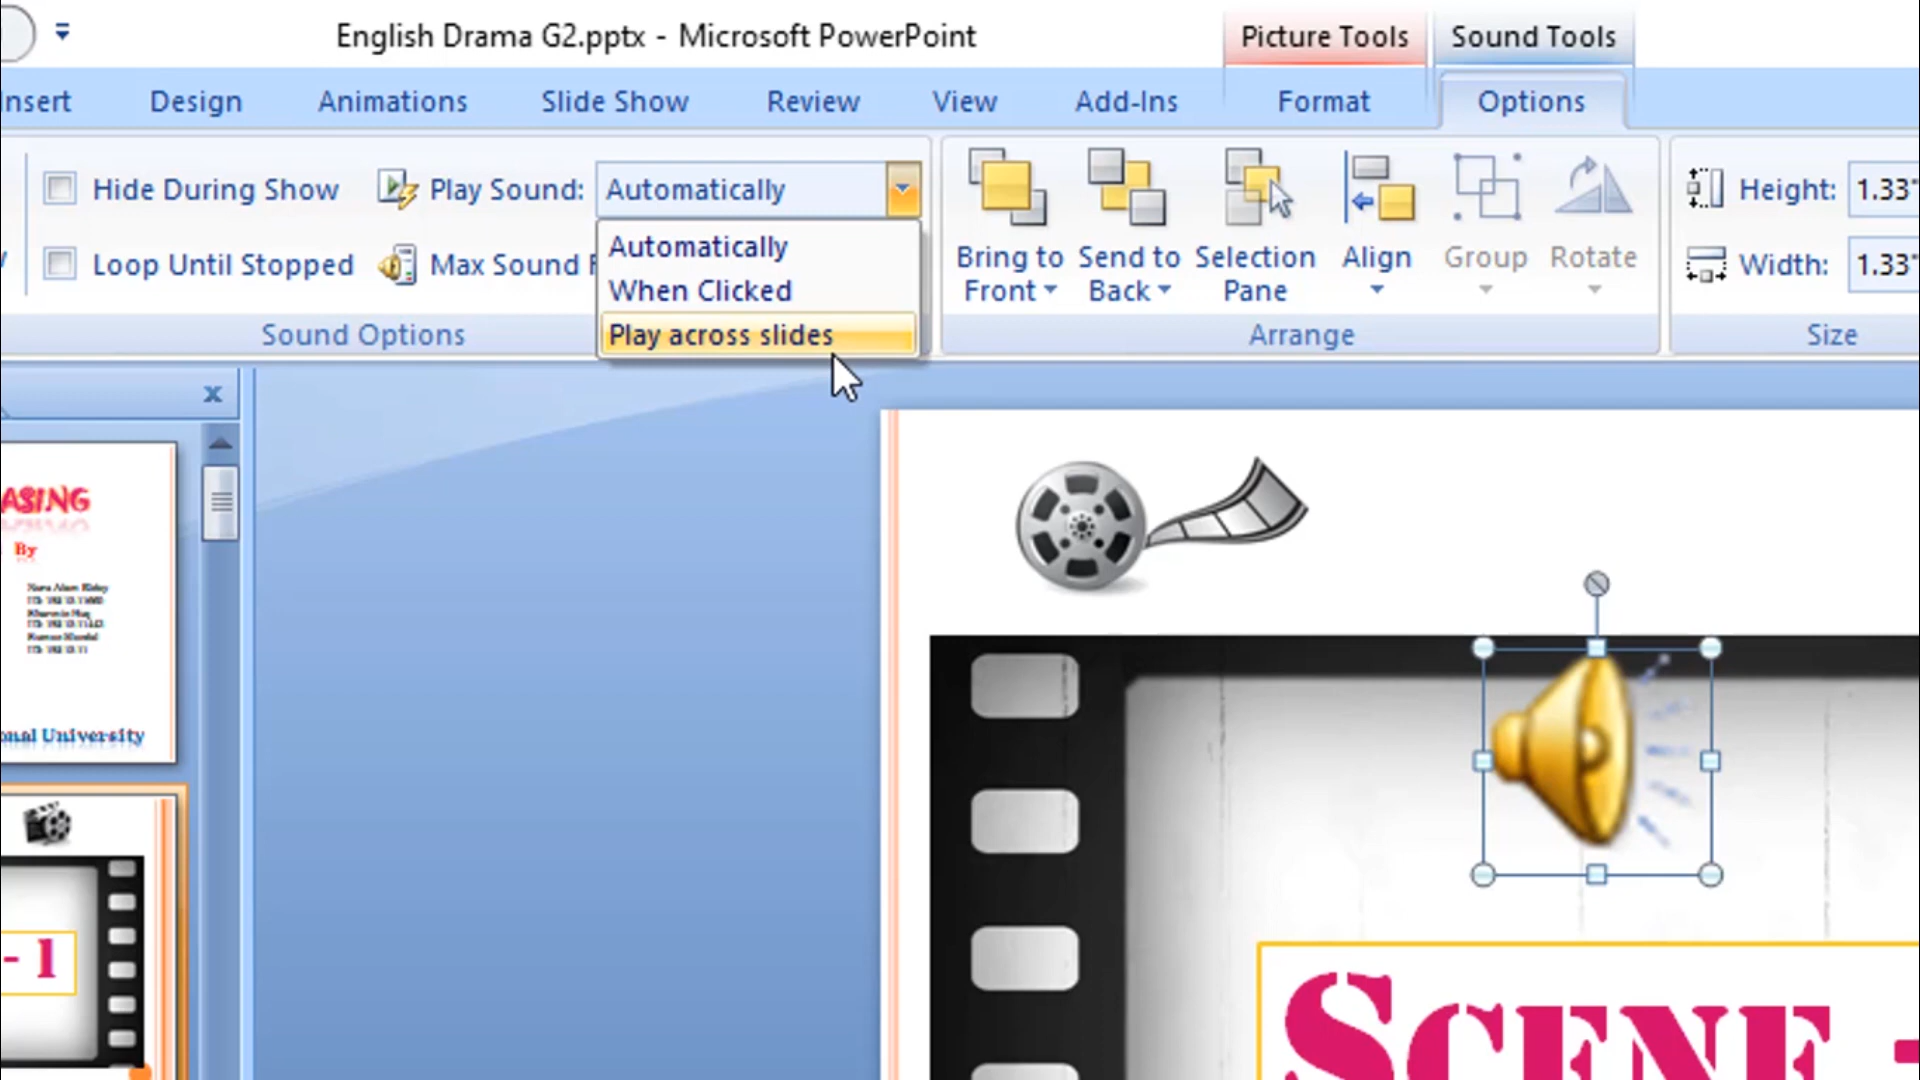 English Drama G2.pptx - Microsoft PowerPoint
Picture Tools
Sound Tools
Insert
Design
Animations
Slide Show
Review
View
Add-Ins
Format
Options
Hide During Show
Play Sound:
Automatically
Loop Until Stopped
Max Sound F
Automatically
When Clicked
Play across slides
Sound Options
Bring to
Front
Send to
Back
Selection
Pane
Align
Group
Rotate
Arrange
Height:
1.33"
Width:
1.33"
Size
ASING
By
onal University
- 1
SCENE -